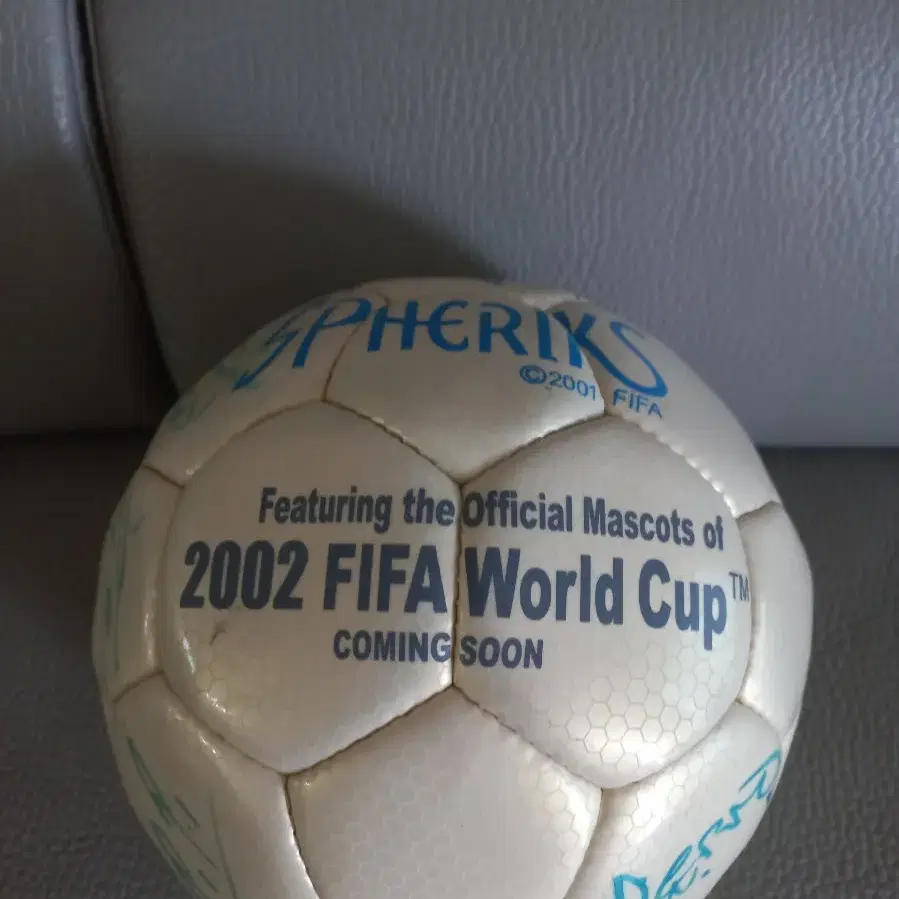 SPHERIKS
©2001 FIFA
Featuring the Official Mascots of
2002 FIFA World Cup™
COMING SOON